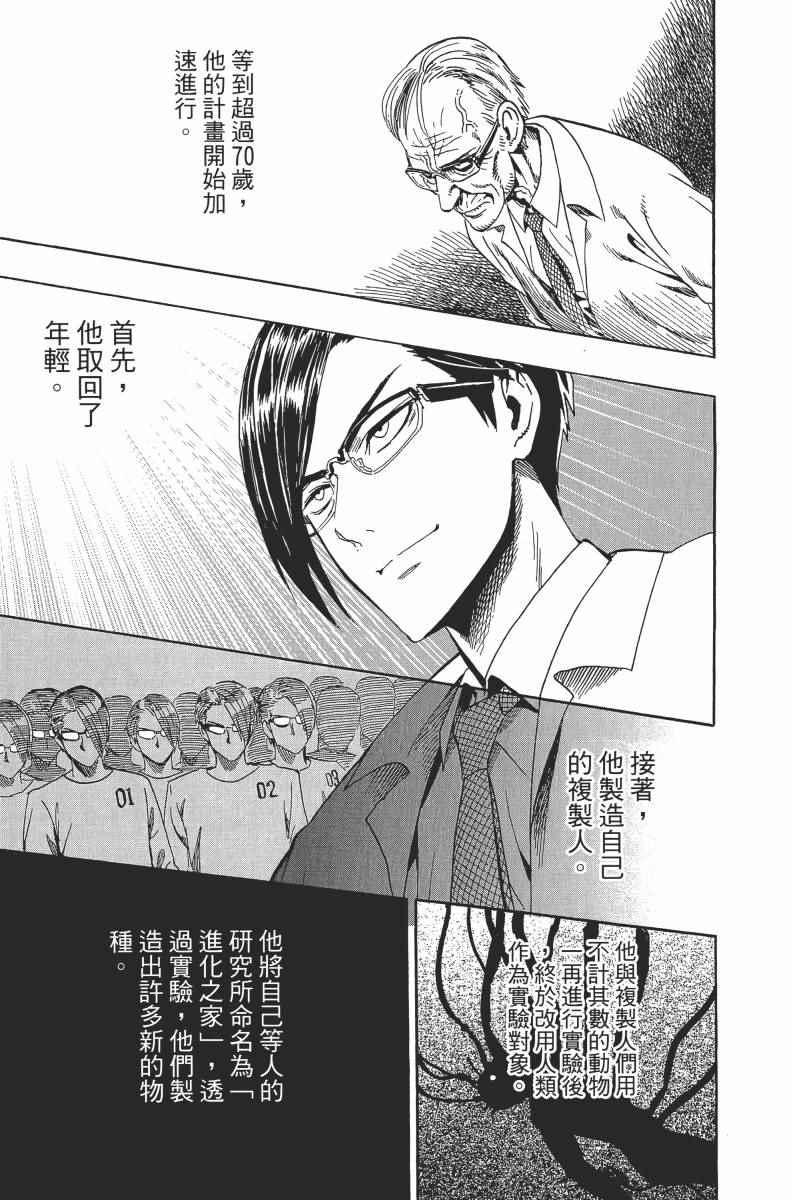 等到超過70歲，
他的計畫開始加
速進行。
首先，
他取回了
年輕。
01
02
03
接著，
他製造自己
的複製人。
他與複製人們用
不計其數的動物
一再進行實驗後
，終於改用人類
作為實驗對象。
他將自己等人的
研究所命名為「
進化之家」，透
過實驗，他們製
造出許多新的物
種。